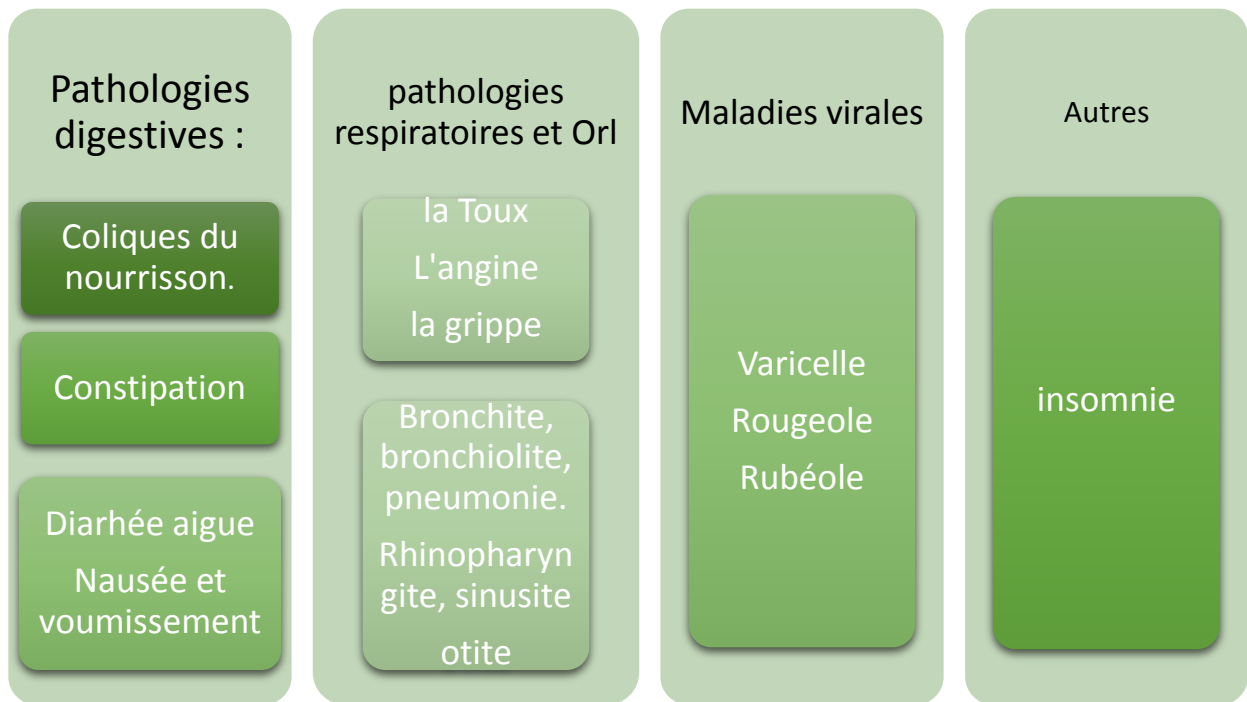 Pathologies
digestives :
Coliques du
nourrisson.
Constipation
Diarhée aigue
Nausée et
voumissement
pathologies
respiratoires et Orl
la Toux
L'angine
la grippe
Bronchite,
bronchiolite,
pneumonie.
Rhinopharyn
gite, sinusite
otite
Maladies virales
Varicelle
Rougeole
Rubéole
Autres
insomnie